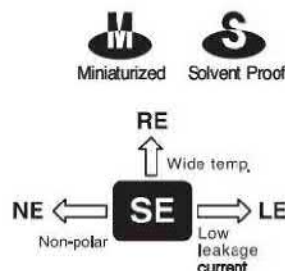 M S
Miniaturized Solvent Proof
RE
Wide temp.
NE SE LE
Non-polar Low
leakage
current